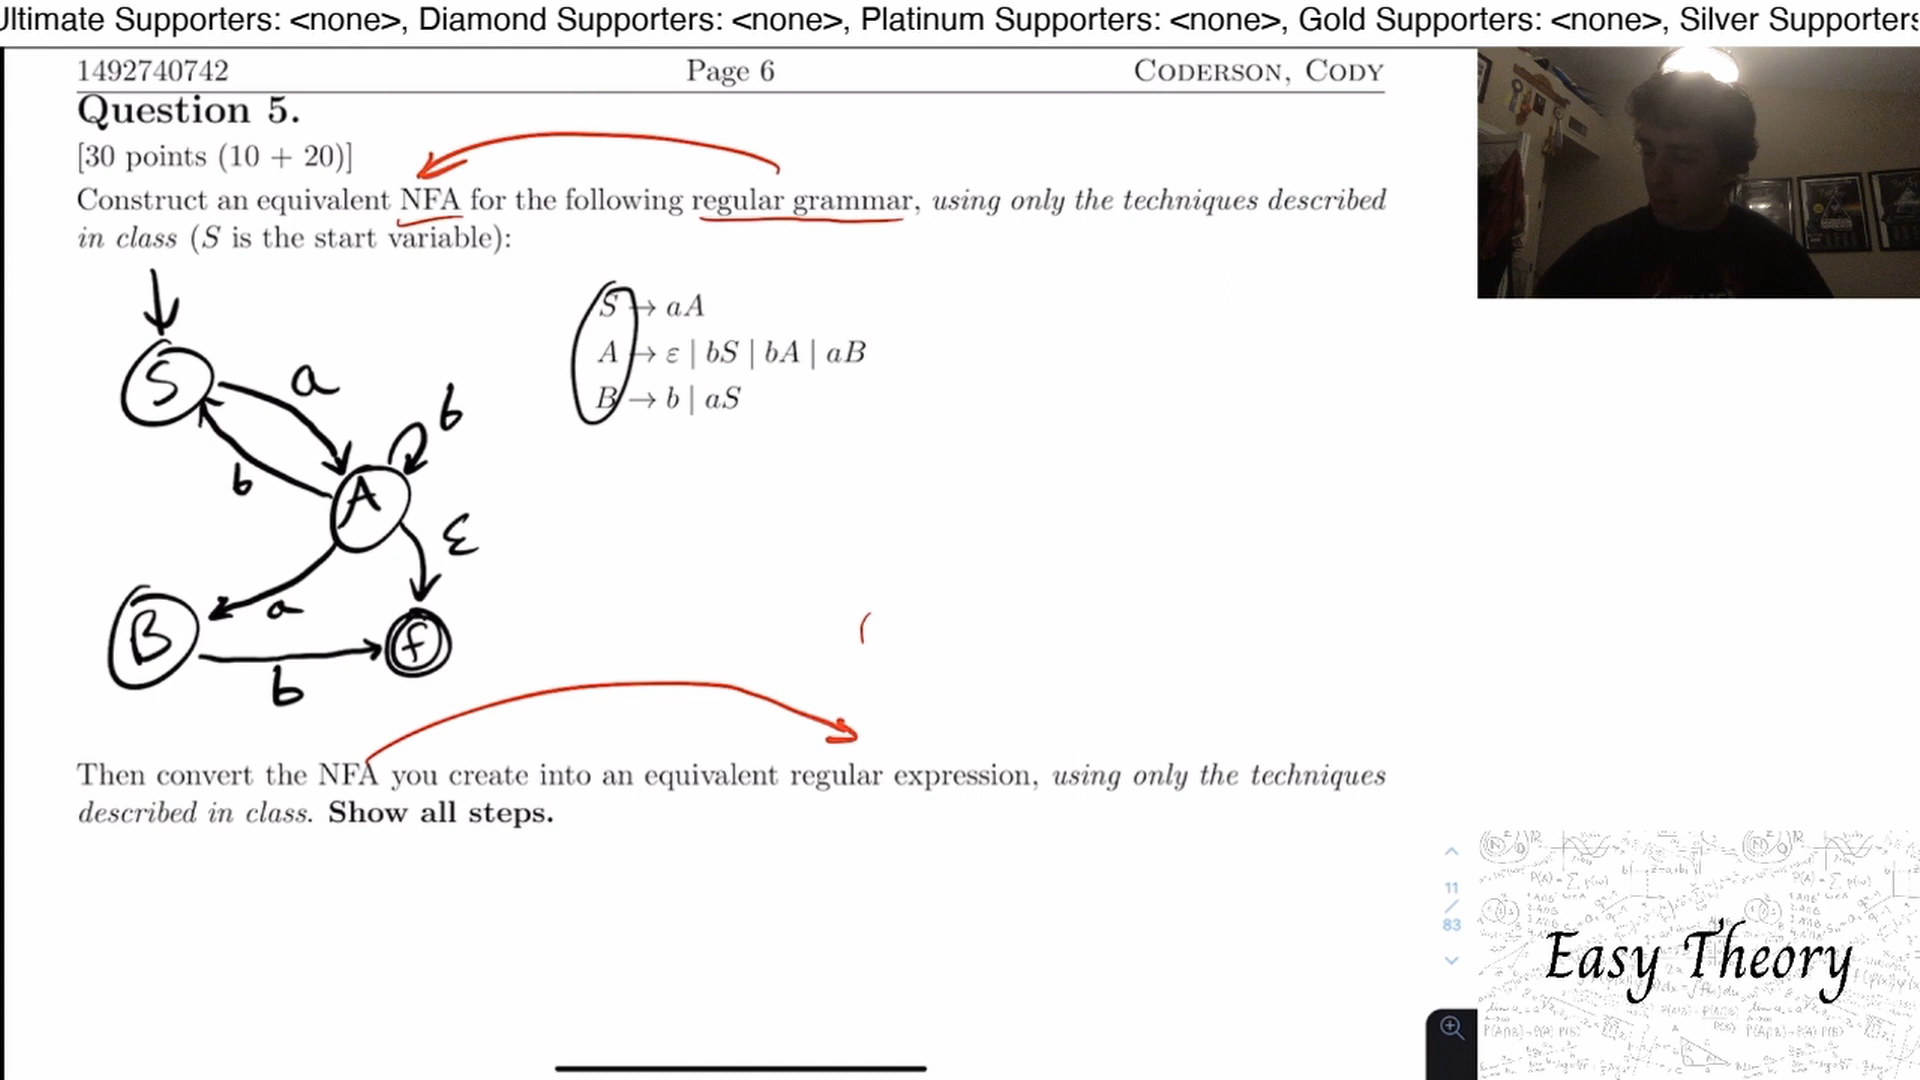 Ultimate Supporters: <none>, Diamond Supporters: <none>, Platinum Supporters: <none>, Gold Supporters: <none>, Silver Supporters
1492740742 Page 6 CODERSON, CODY
Question 5.
[30 points (10 + 20)]
Construct an equivalent NFA for the following regular grammar, using only the techniques described
in class (S is the start variable):
S → aA
A → ε | bS | bA | aB
B → b | aS
S
a
b
b
A
ε
a
B
f
b
Then convert the NFA you create into an equivalent regular expression, using only the techniques
described in class. Show all steps.
11
/
83
Easy Theory